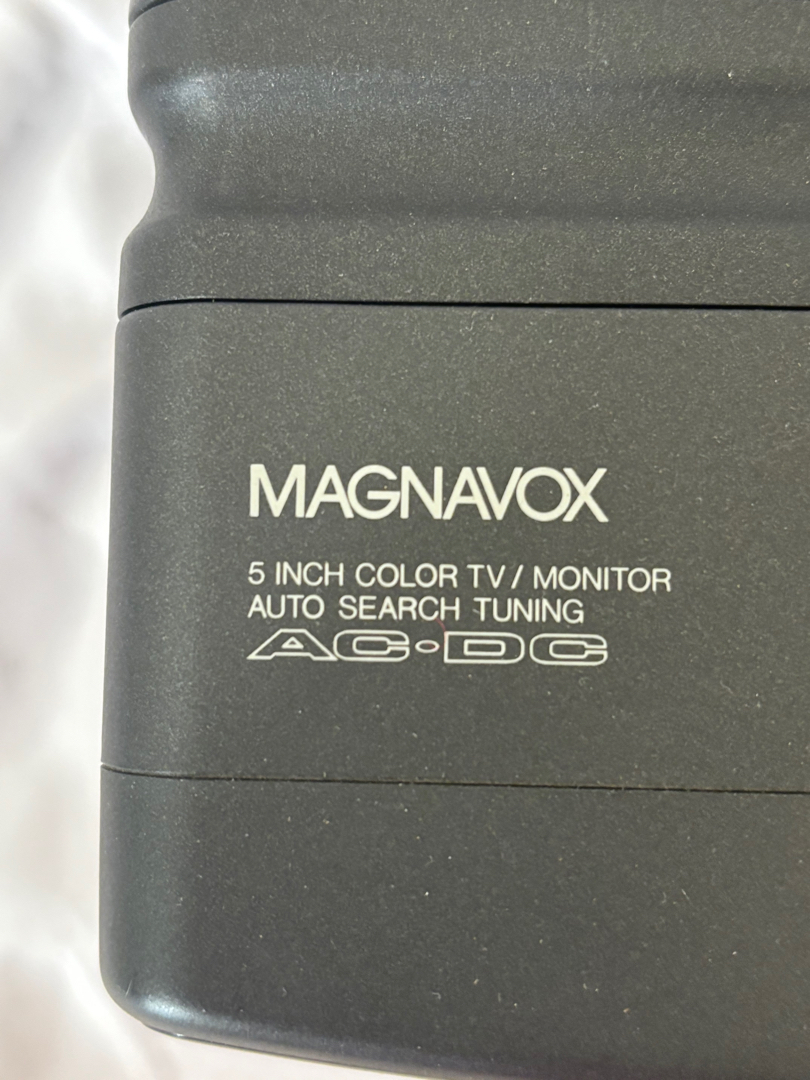 MAGNAVOX
5 INCH COLOR TV / MONITOR
AUTO SEARCH TUNING
AC•DC